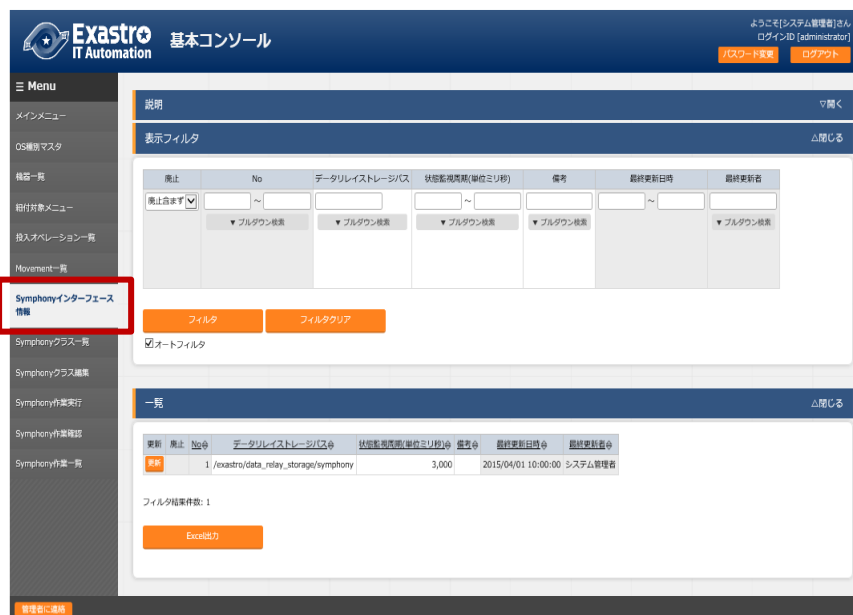 Exastro
IT Automation
基本コンソール
ようこそ[システム管理者]さん
ログインID [administrator]
パスワード変更 ログアウト
Menu
メインメニュー
OS種別マスタ
機器一覧
紐付対象メニュー
投入オペレーション一覧
Movement一覧
Symphonyインターフェース
情報
Symphonyクラス一覧
Symphonyクラス編集
Symphony作業実行
Symphony作業確認
Symphony作業一覧
説明 ▽開く
表示フィルタ △閉じる
廃止 No データリレイストレージパス 状態監視周期(単位ミリ秒) 備考 最終更新日時 最終更新者
廃止含まず ～ ～ ～
▼ プルダウン検索 ▼ プルダウン検索 ▼ プルダウン検索 ▼ プルダウン検索 ▼ プルダウン検索
フィルタ フィルタクリア
オートフィルタ
一覧 △閉じる
更新 廃止 No データリレイストレージパス 状態監視周期(単位ミリ秒) 備考 最終更新日時 最終更新者
更新 1 /exastro/data_relay_storage/symphony 3,000 2015/04/01 10:00:00 システム管理者
フィルタ結果件数: 1
Excel出力
管理者に連絡